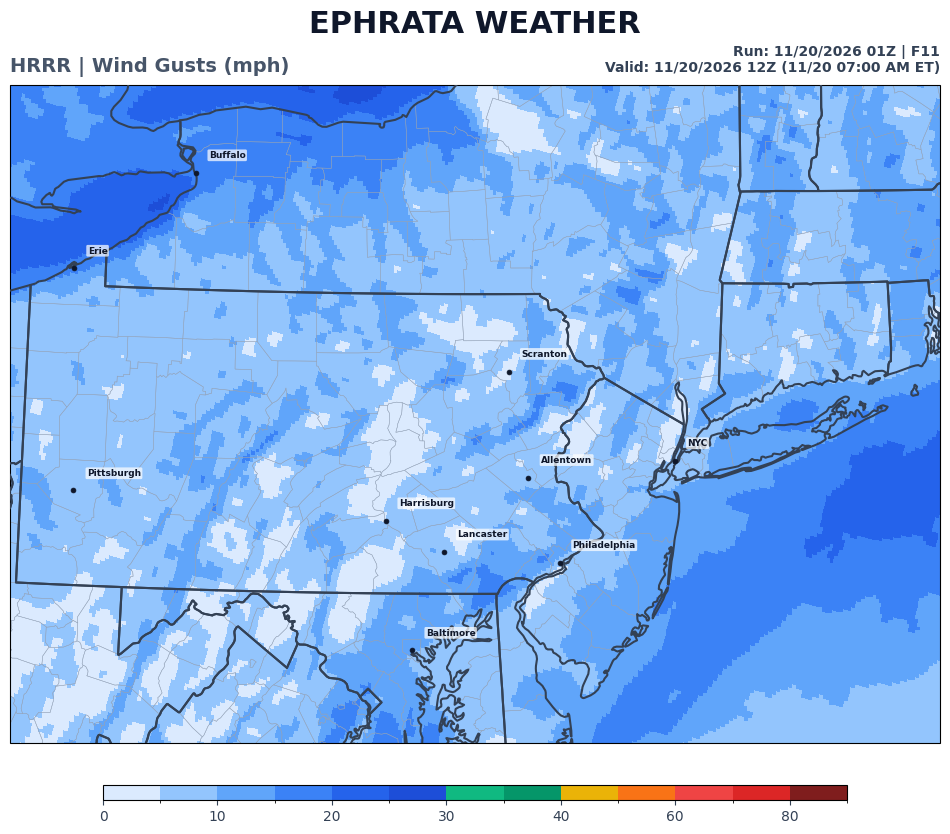 EPHRATA WEATHER
HRRR | Wind Gusts (mph)
Run: 11/20/2026 01Z | F11
Valid: 11/20/2026 12Z (11/20 07:00 AM ET)
Buffalo
Erie
Scranton
NYC
Allentown
Pittsburgh
Harrisburg
Lancaster
Philadelphia
Baltimore
0 10 20 30 40 50 60 70 80